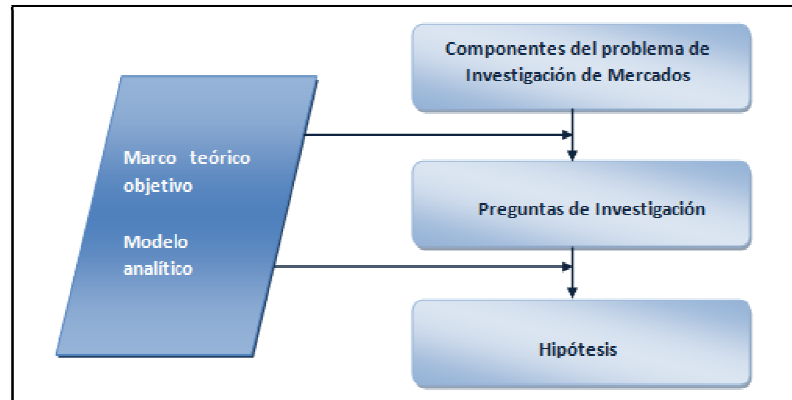 Componentes del problema de
Investigación de Mercados
Marco teórico
objetivo
Modelo
analítico
Preguntas de Investigación
Hipótesis